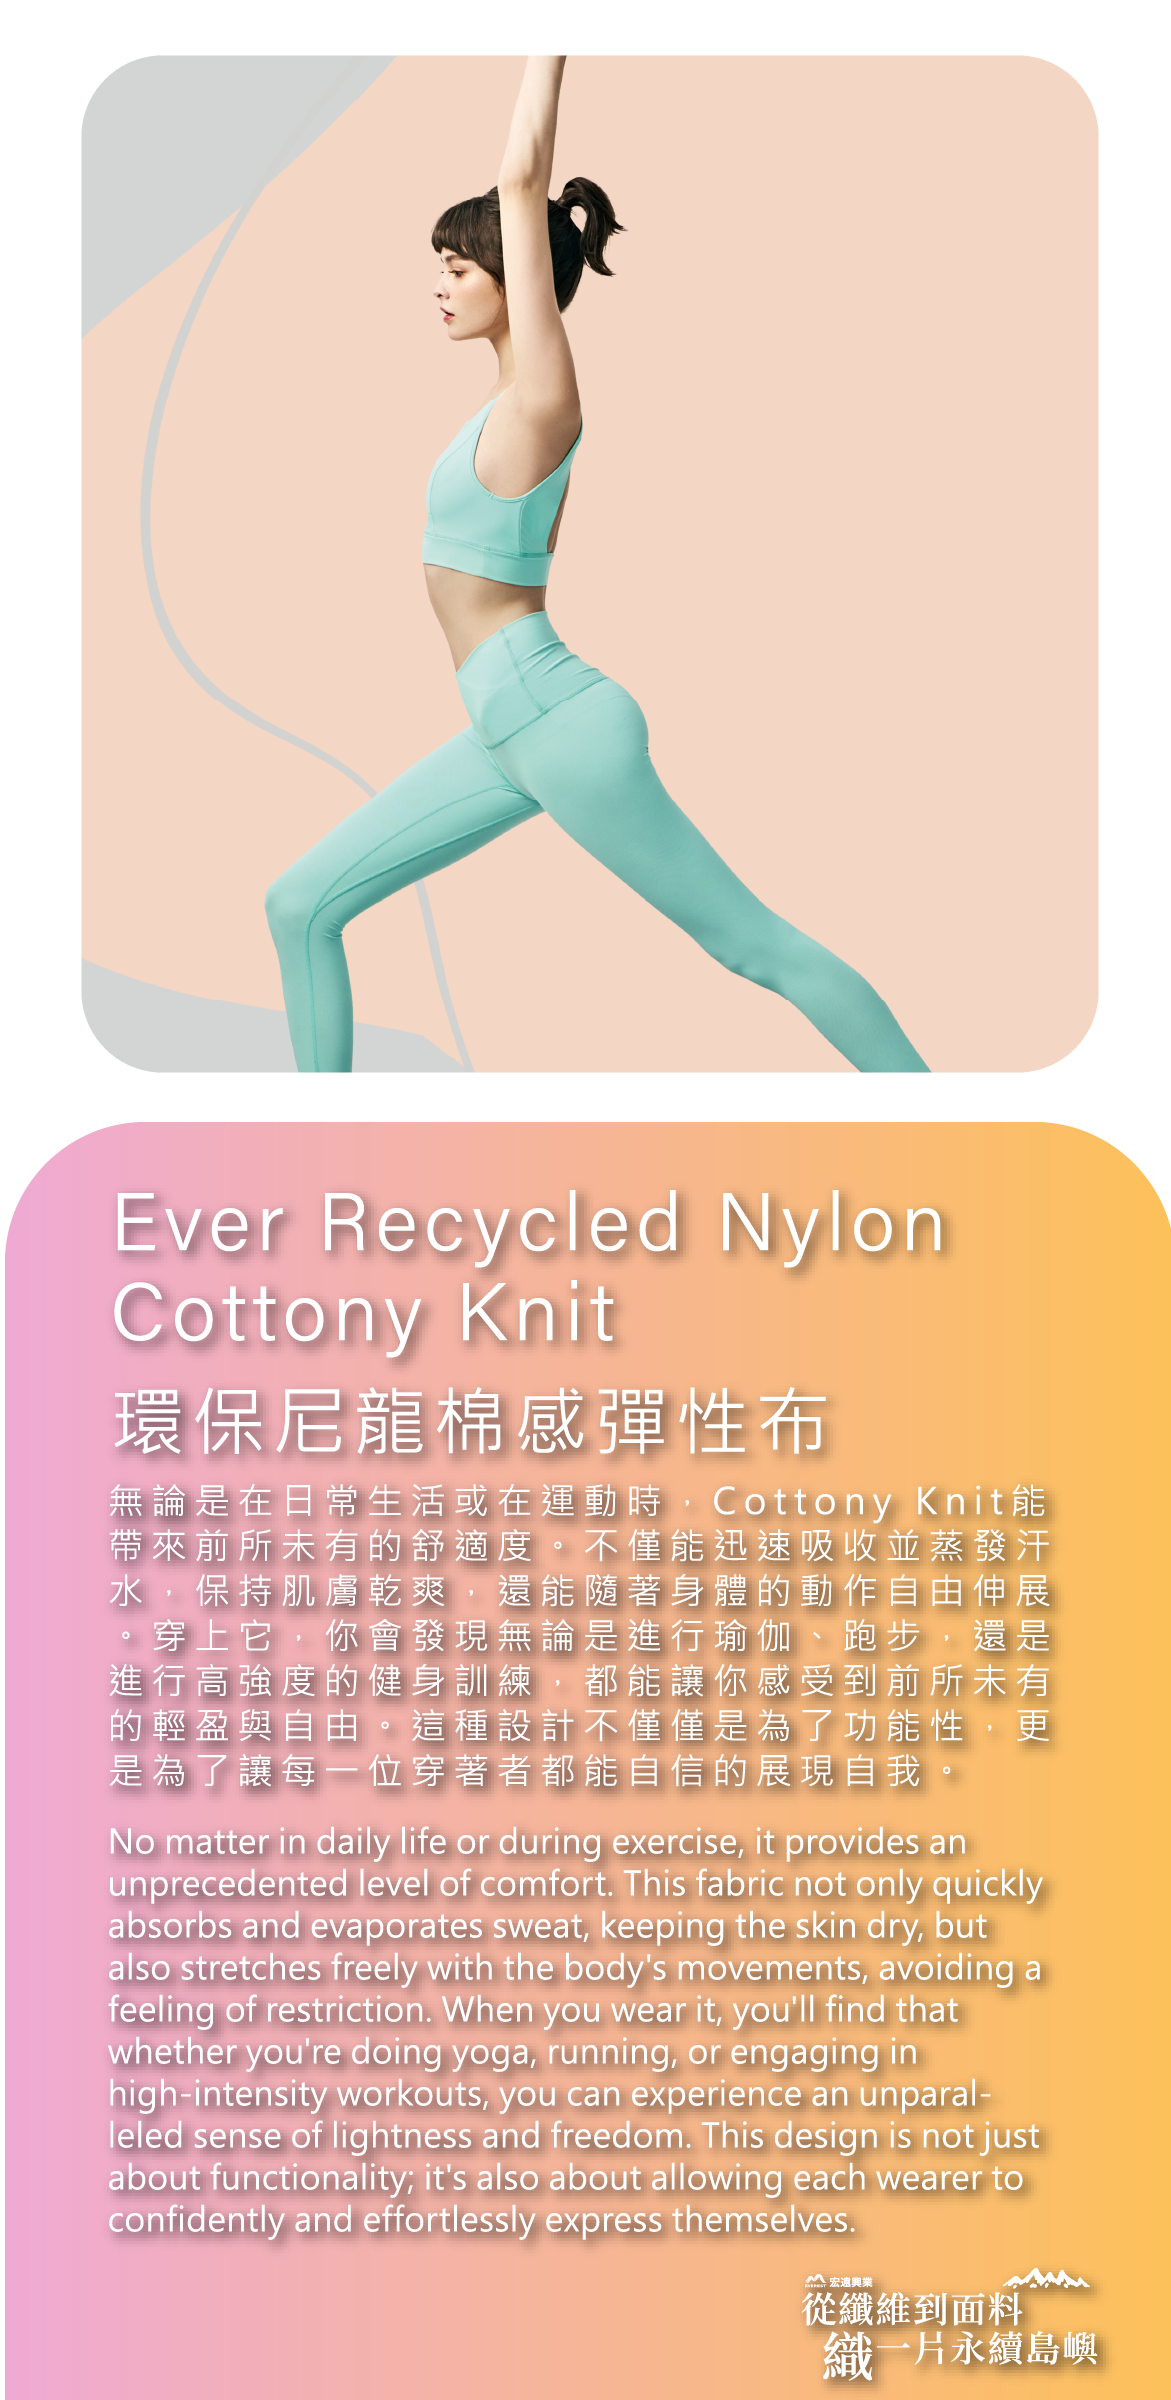 Ever Recycled Nylon
Cottony Knit
環保尼龍棉感彈性布
無論是在日常生活或在運動時，Cottony Knit能
帶來前所未有的舒適度。不僅能迅速吸收並蒸發汗
水，保持肌膚乾爽，還能隨著身體的動作自由伸展
。穿上它，你會發現無論是進行瑜伽、跑步，還是
進行高強度的健身訓練，都能讓你感受到前所未有
的輕盈與自由。這種設計不僅僅是為了功能性，更
是為了讓每一位穿著者都能自信的展現自我。
No matter in daily life or during exercise, it provides an
unprecedented level of comfort. This fabric not only quickly
absorbs and evaporates sweat, keeping the skin dry, but
also stretches freely with the body's movements, avoiding a
feeling of restriction. When you wear it, you'll find that
whether you're doing yoga, running, or engaging in
high-intensity workouts, you can experience an unparal-
leled sense of lightness and freedom. This design is not just
about functionality; it's also about allowing each wearer to
confidently and effortlessly express themselves.
EVEREST 宏遠興業
從纖維到面料
織一片永續島嶼